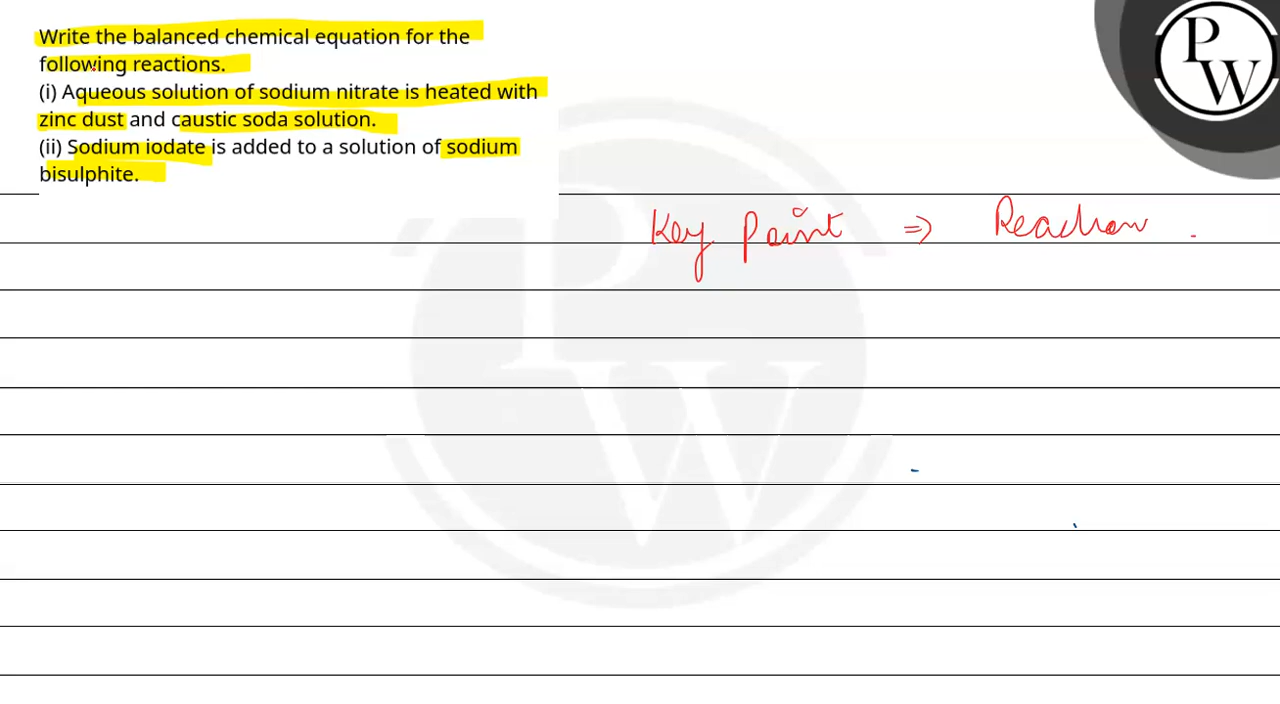 Write the balanced chemical equation for the
following reactions.
(i) Aqueous solution of sodium nitrate is heated with
zinc dust and caustic soda solution.
(ii) Sodium iodate is added to a solution of sodium
bisulphite.
Key Point ⇒ Reaction .
P
W
P
W